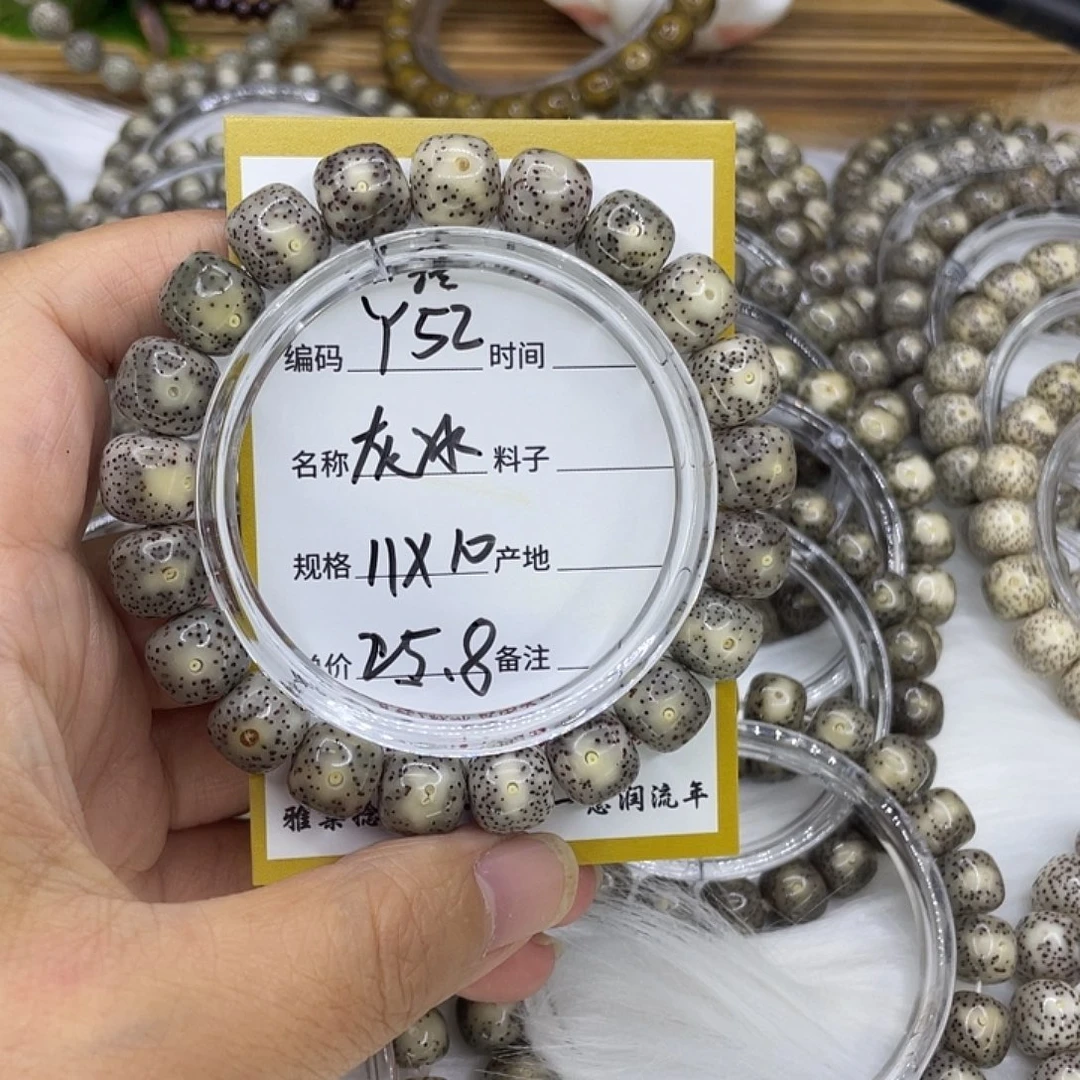 编码 Y52 时间
名称 灰冰 料子
规格 11X10 产地
价 25.8 备注
雅 润流年